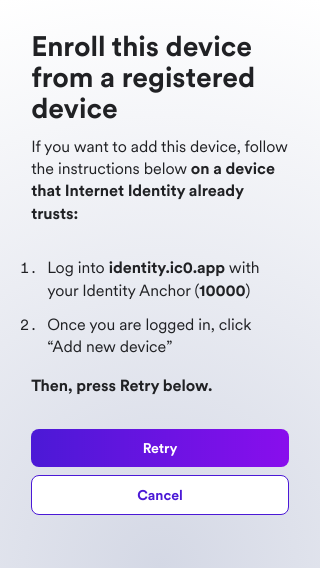 Enroll this device
from a registered
device
If you want to add this device, follow
the instructions below on a device
that Internet Identity already
trusts:
1. Log into identity.ic0.app with
your Identity Anchor (10000)
2. Once you are logged in, click
“Add new device”
Then, press Retry below.
Retry
Cancel